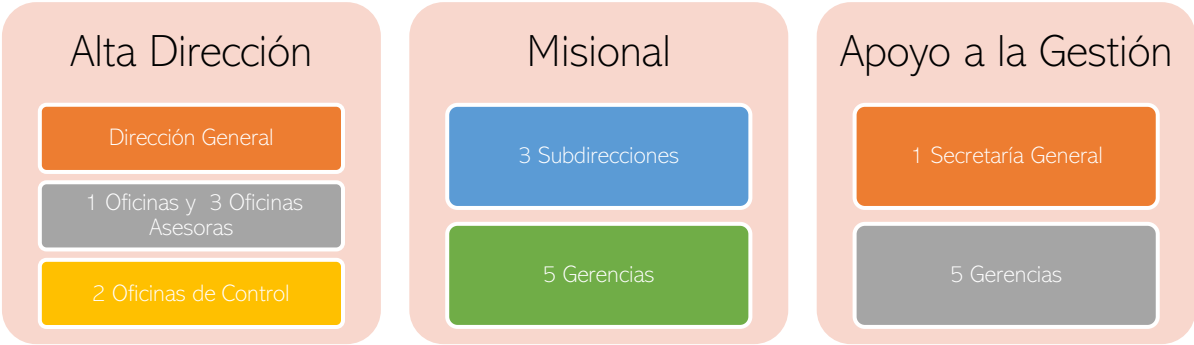 Alta Dirección
Dirección General
1 Oficinas y  3 Oficinas
Asesoras
2 Oficinas de Control
Misional
3 Subdirecciones
5 Gerencias
Apoyo a la Gestión
1 Secretaría General
5 Gerencias